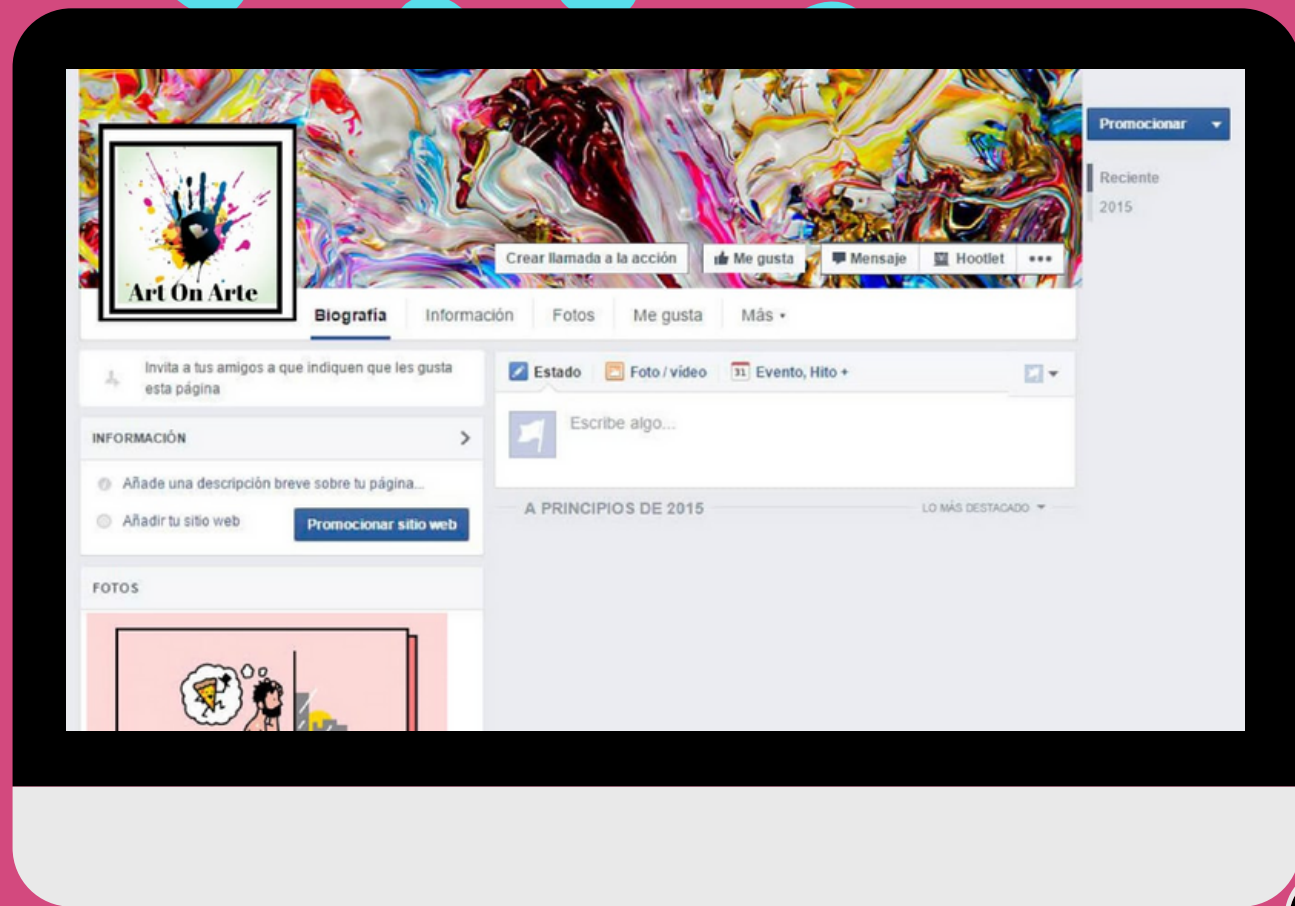 Promocionar
Reciente
2015
Art On Arte
Crear llamada a la acción
Me gusta
Mensaje
Hootlet
Biografía
Información
Fotos
Me gusta
Más
Invita a tus amigos a que indiquen que les gusta
esta página
Estado
Foto / vídeo
31
Evento, Hito +
Escribe algo...
INFORMACIÓN
Añade una descripción breve sobre tu página...
Añadir tu sitio web
Promocionar sitio web
A PRINCIPIOS DE 2015
LO MÁS DESTACADO
FOTOS